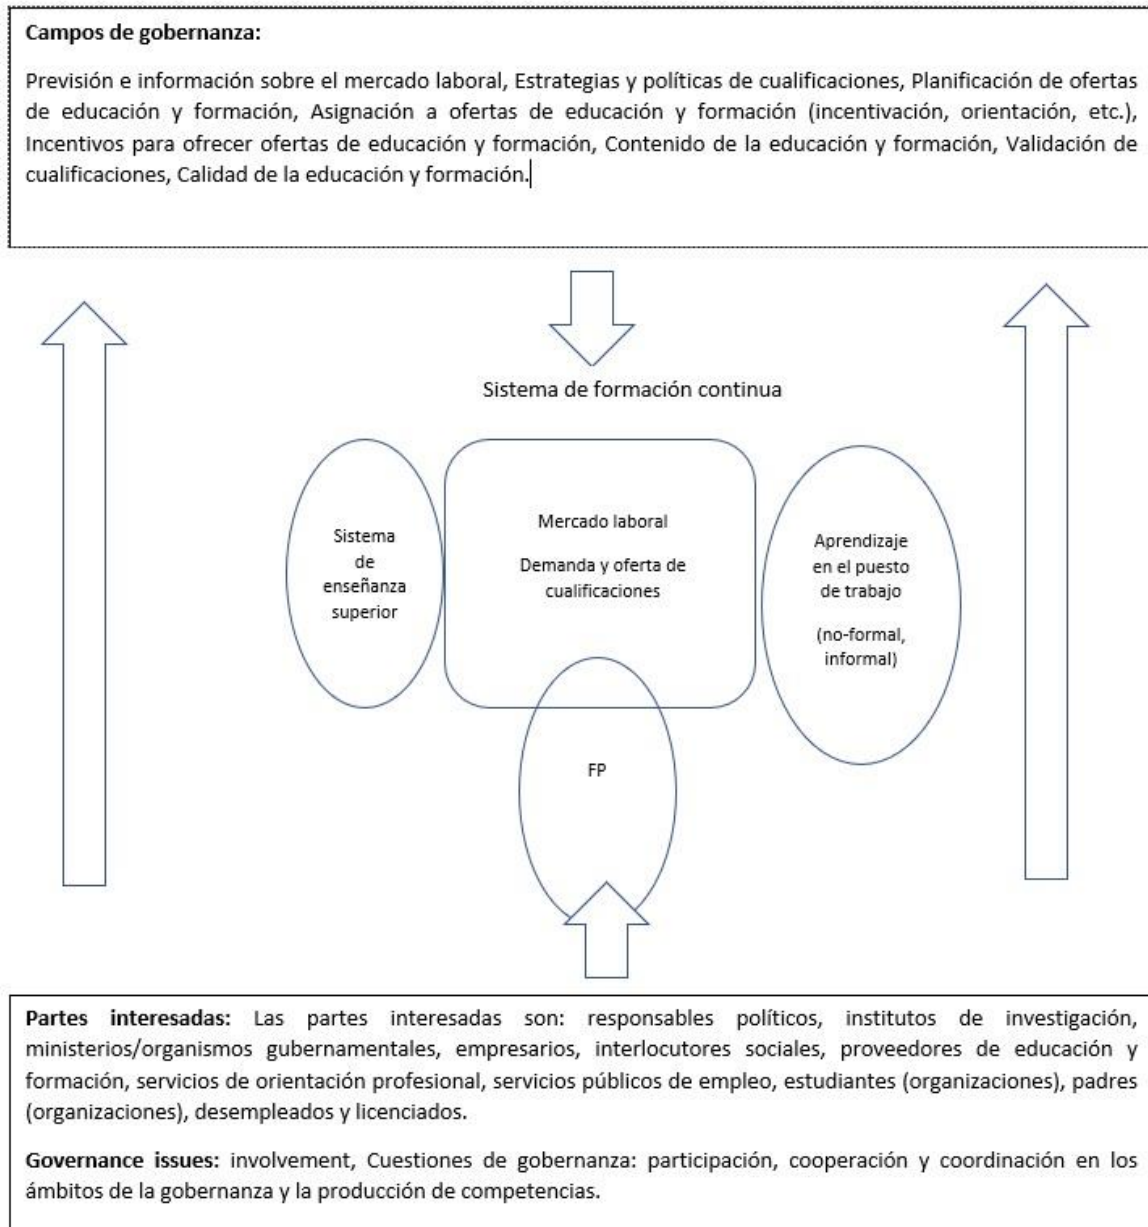 Campos de gobernanza:
Previsión e información sobre el mercado laboral, Estrategias y políticas de cualificaciones, Planificación de ofertas
de educación y formación, Asignación a ofertas de educación y formación (incentivación, orientación, etc.),
Incentivos para ofrecer ofertas de educación y formación, Contenido de la educación y formación, Validación de
cualificaciones, Calidad de la educación y formación.
Sistema de formación continua
Sistema
de
enseñanza
superior
Mercado laboral
Demanda y oferta de
cualificaciones
Aprendizaje
en el puesto
de trabajo
(no-formal,
informal)
FP
Partes interesadas: Las partes interesadas son: responsables políticos, institutos de investigación,
ministerios/organismos gubernamentales, empresarios, interlocutores sociales, proveedores de educación y
formación, servicios de orientación profesional, servicios públicos de empleo, estudiantes (organizaciones), padres
(organizaciones), desempleados y licenciados.
Governance issues: involvement, Cuestiones de gobernanza: participación, cooperación y coordinación en los
ámbitos de la gobernanza y la producción de competencias.